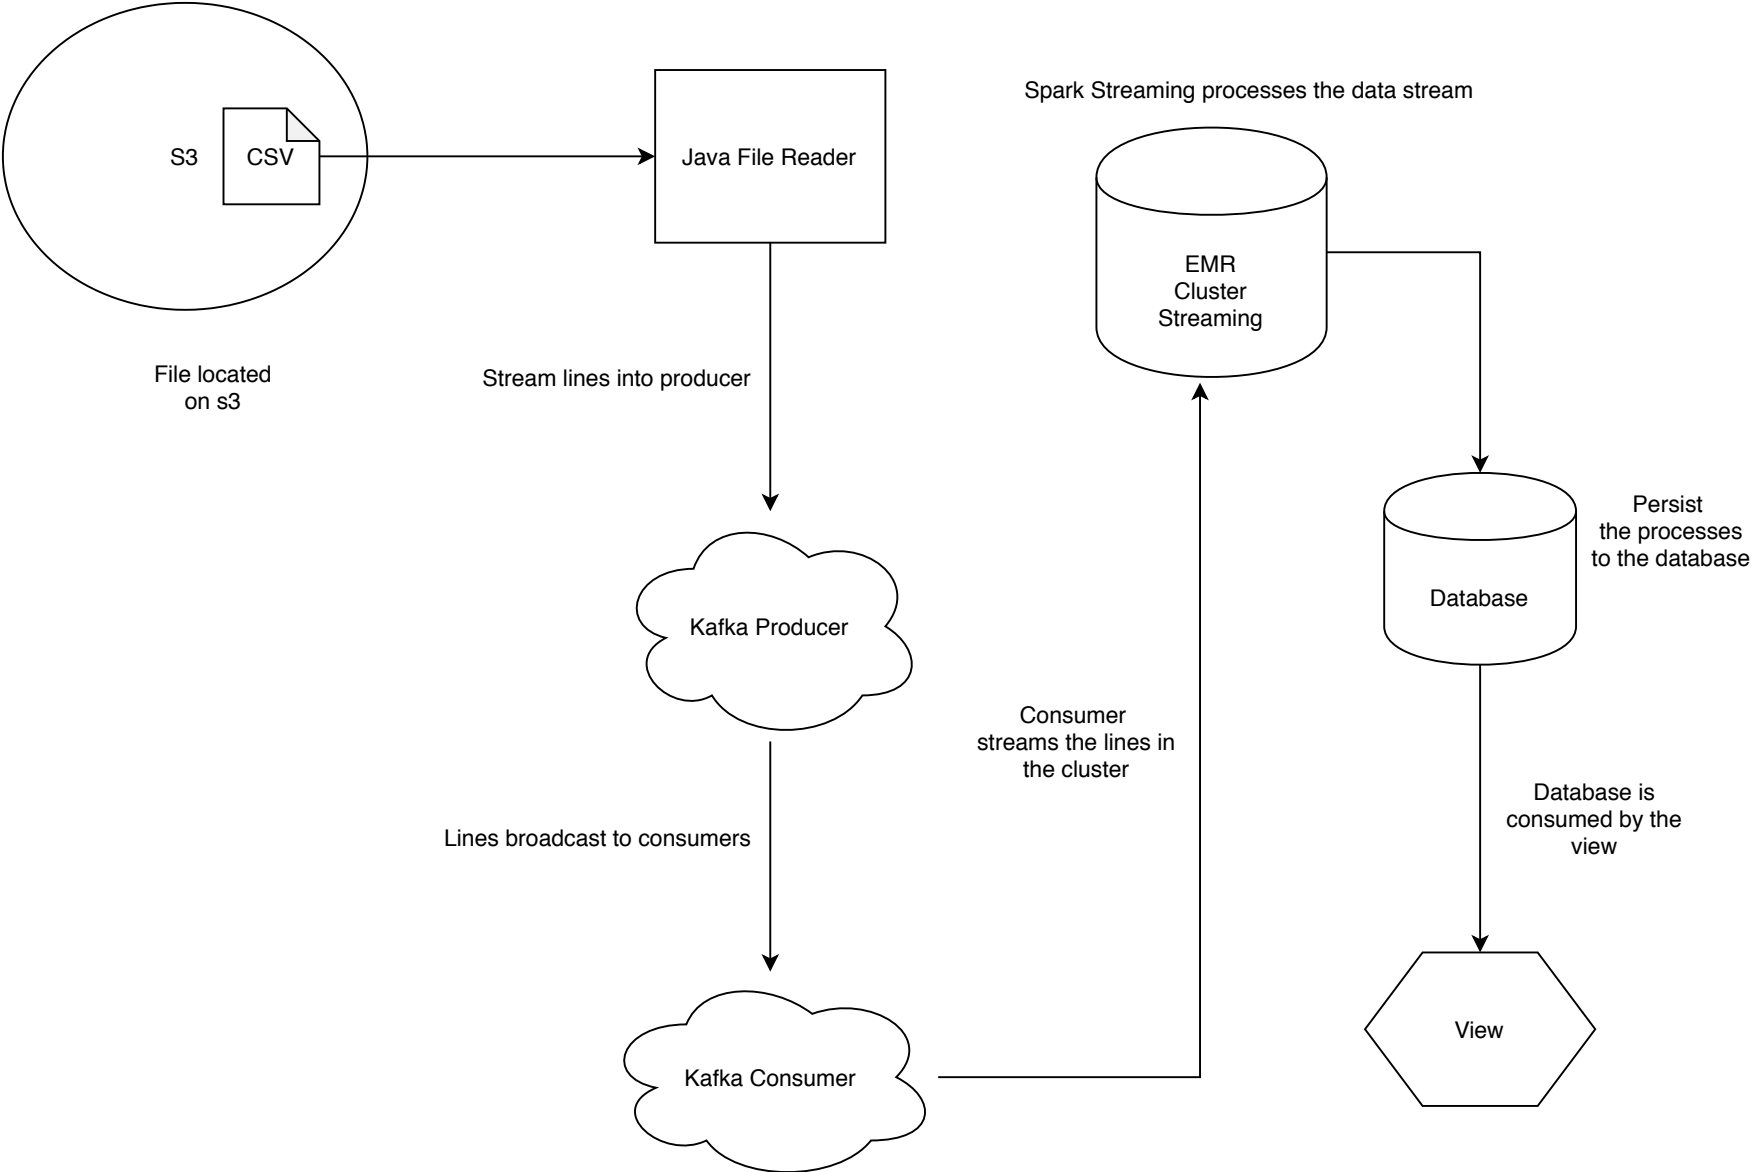 S3
CSV
File located
on s3
Java File Reader
Stream lines into producer
Kafka Producer
Lines broadcast to consumers
Kafka Consumer
Consumer
streams the lines in
the cluster
Spark Streaming processes the data stream
EMR
Cluster
Streaming
Database
Persist
the processes
to the database
Database is
consumed by the
view
View